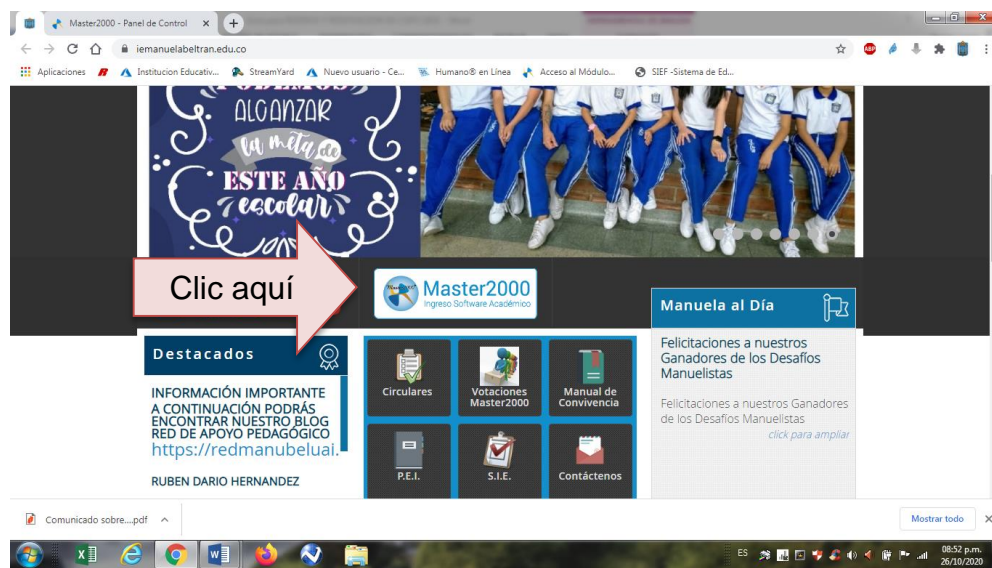 Master2000 - Panel de Control
iemanuelabeltran.edu.co
ABP
Aplicaciones
Institucion Educativ...
StreamYard
Nuevo usuario - Ce...
Humano® en Línea
Acceso al Módulo...
SIEF -Sistema de Ed...
PODEMOS
ALCANZAR
la meta de
ESTE AÑO
escolar
Clic aquí
Master2000
Ingreso Software Académico
Manuela al Día
Destacados
INFORMACIÓN IMPORTANTE
A CONTINUACIÓN PODRÁS
ENCONTRAR NUESTRO BLOG
RED DE APOYO PEDAGÓGICO
https://redmanubeluai.
RUBEN DARIO HERNANDEZ
Circulares
Votaciones
Master2000
Manual de
Convivencia
P.E.I.
S.I.E.
Contáctenos
Felicitaciones a nuestros
Ganadores de los Desafíos
Manuelistas
Felicitaciones a nuestros Ganadores
de los Desafíos Manuelistas
click para ampliar
Comunicado sobre....pdf
Mostrar todo
ES
08:52 p.m.
26/10/2020